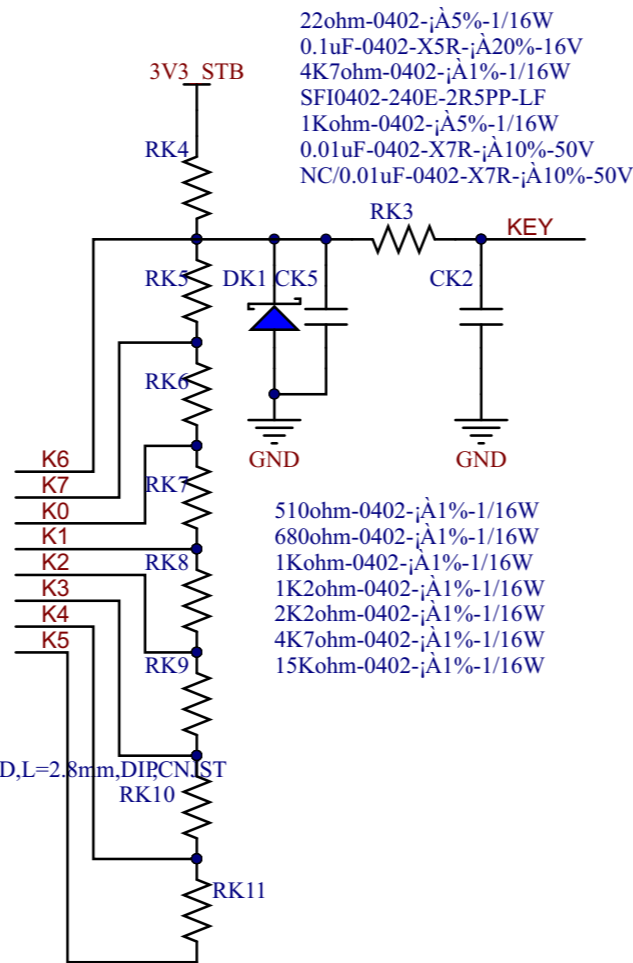 22ohm-0402-¡À5%-1/16W
0.1uF-0402-X5R-¡À20%-16V
4K7ohm-0402-¡À1%-1/16W
SFI0402-240E-2R5PP-LF
1Kohm-0402-¡À5%-1/16W
0.01uF-0402-X7R-¡À10%-50V
NC/0.01uF-0402-X7R-¡À10%-50V
3V3_STB
RK4
RK3
KEY
RK5
DK1
CK5
CK2
RK6
GND
GND
K6
K7
K0
K1
K2
K3
K4
K5
RK7
RK8
RK9
510ohm-0402-¡À1%-1/16W
680ohm-0402-¡À1%-1/16W
1Kohm-0402-¡À1%-1/16W
1K2ohm-0402-¡À1%-1/16W
2K2ohm-0402-¡À1%-1/16W
4K7ohm-0402-¡À1%-1/16W
15Kohm-0402-¡À1%-1/16W
D,L=2.8mm,DIP,CN,ST
RK10
RK11